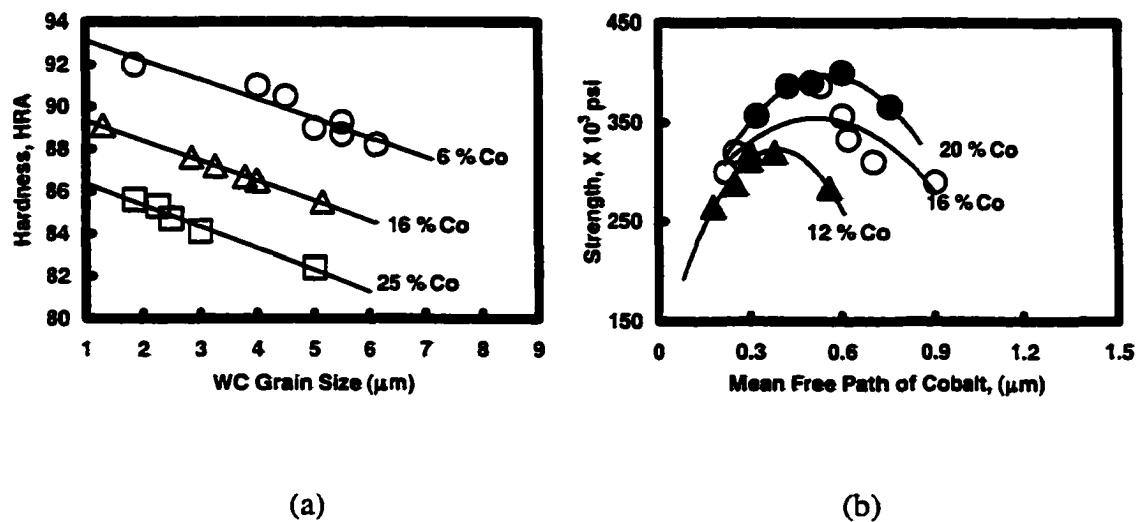 94
92
90
88
86
84
82
80
Hardness, HRA
6 % Co
16 % Co
25 % Co
1 2 3 4 5 6 7 8 9
WC Grain Size (μm)
(a)
450
350
250
150
Strength, X 10³ psi
20 % Co
16 % Co
12 % Co
0 0.3 0.6 0.9 1.2 1.5
Mean Free Path of Cobalt, (μm)
(b)